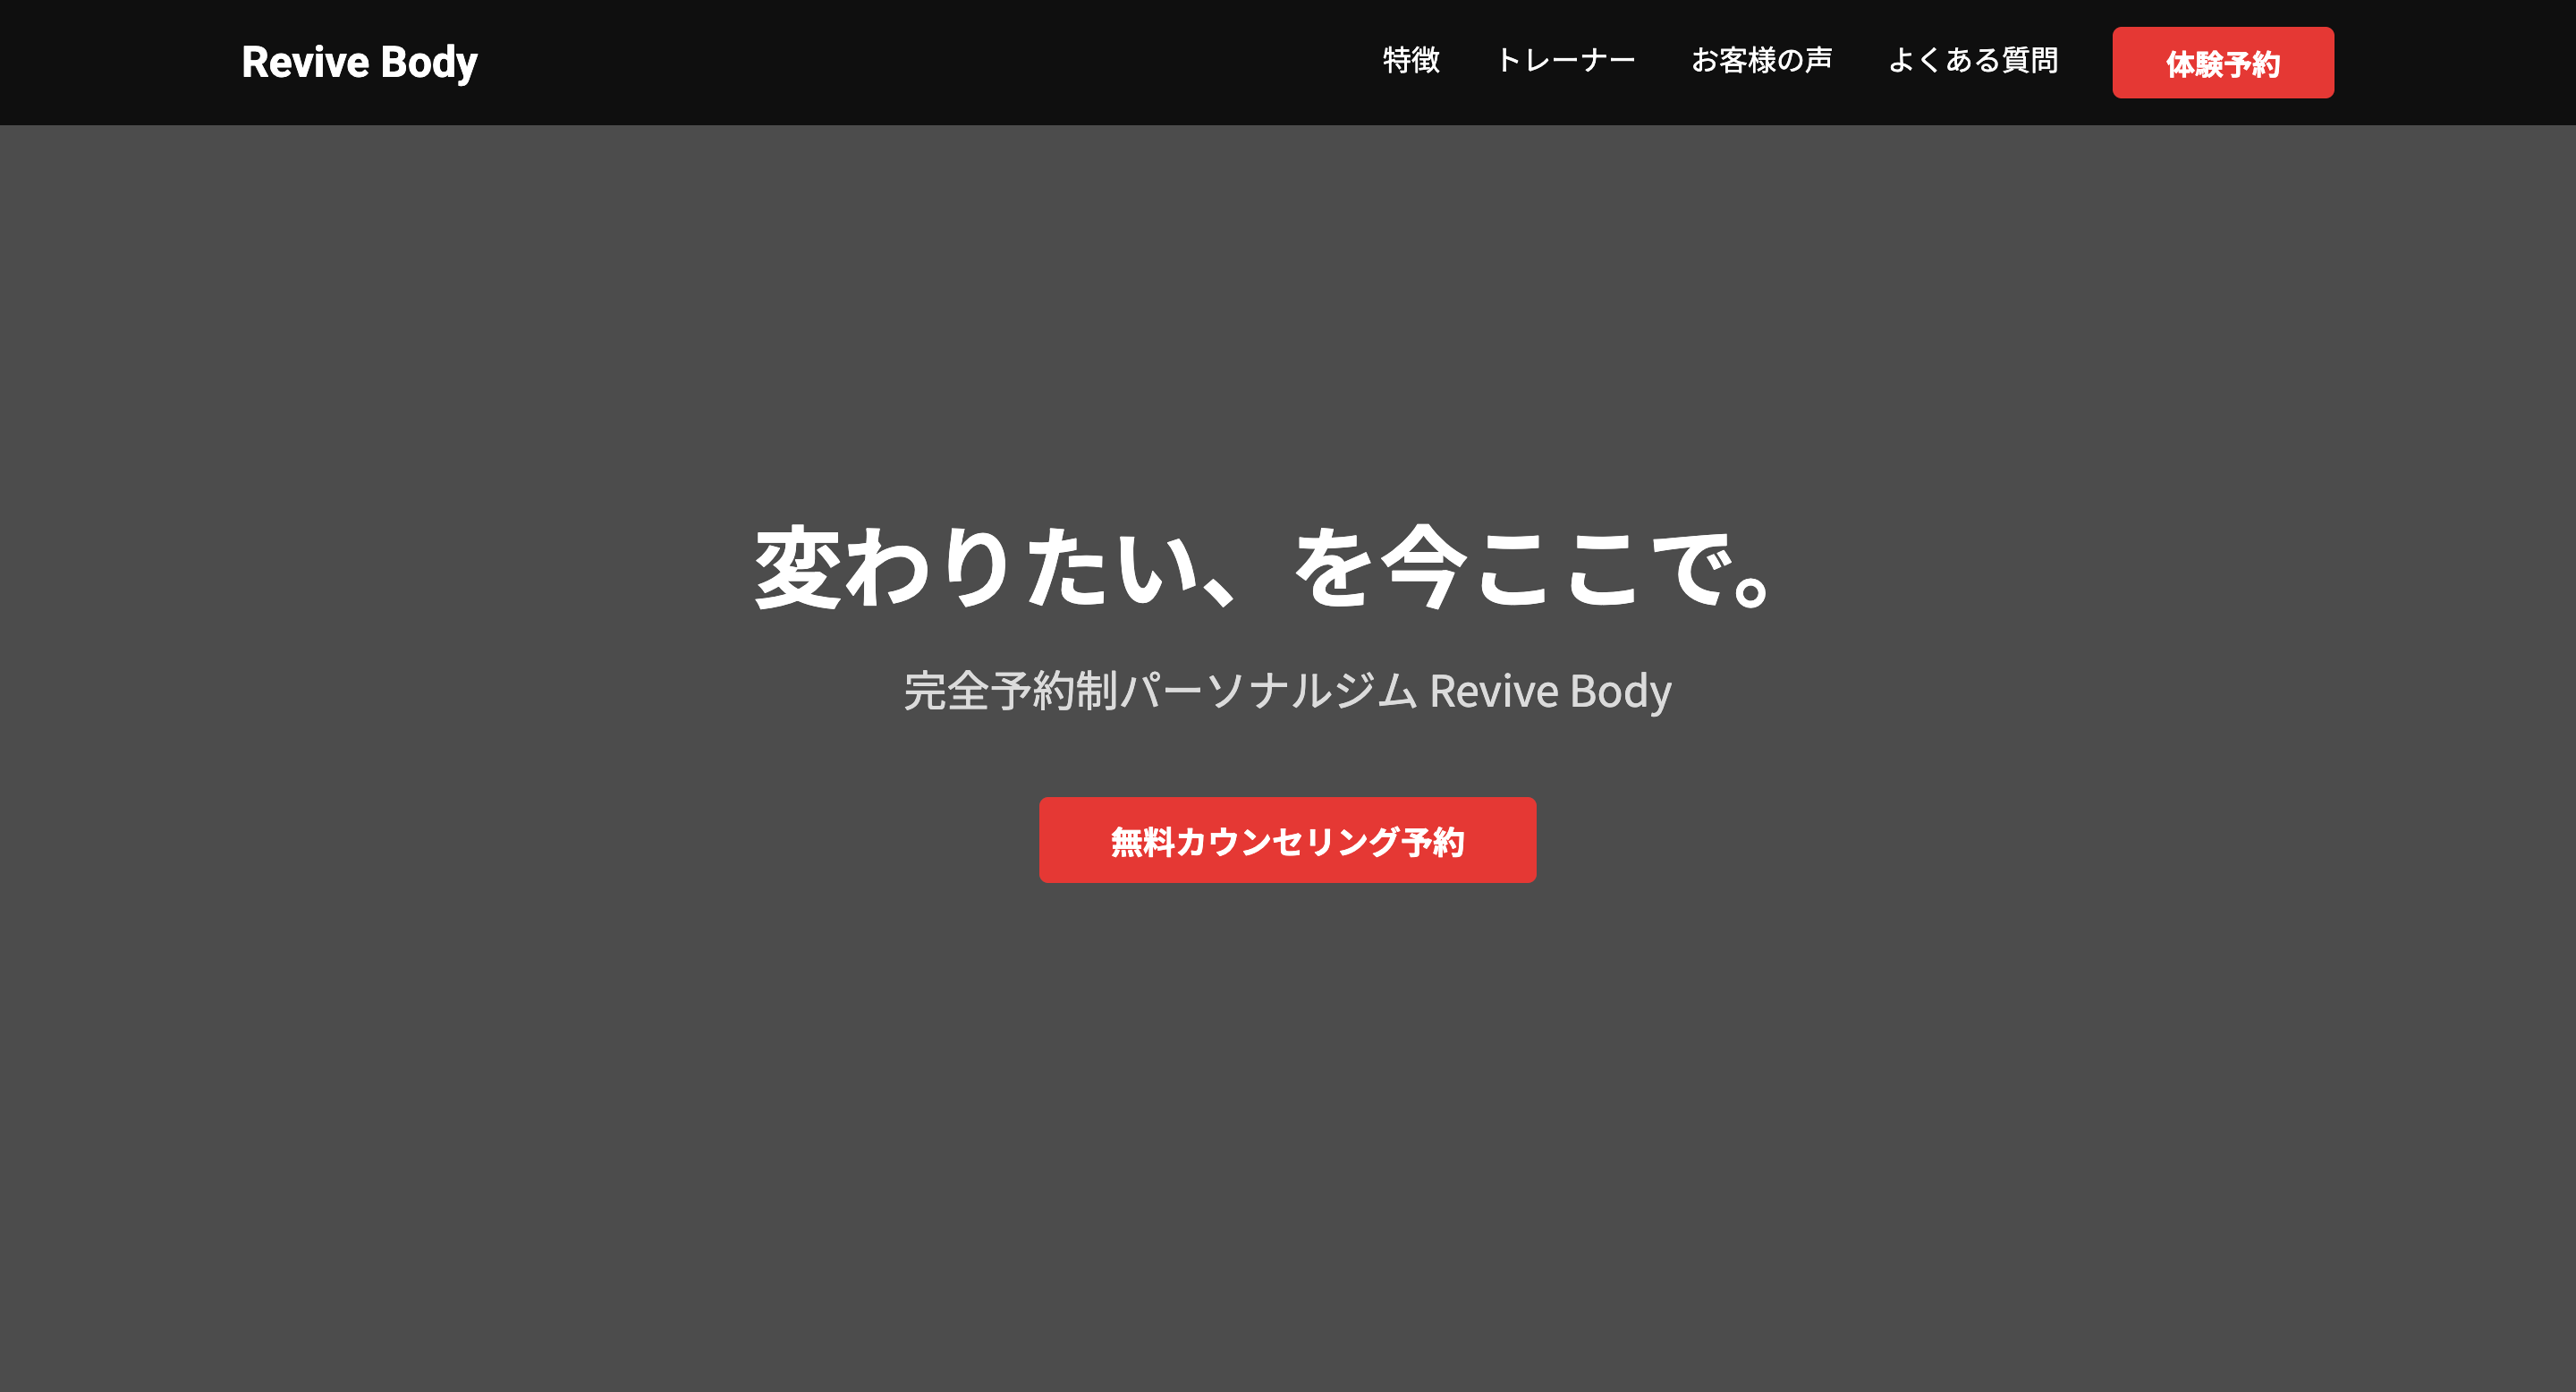 Revive Body
特徴
トレーナー
お客様の声
よくある質問
体験予約
変わりたい、を今ここで。
完全予約制パーソナルジム Revive Body
無料カウンセリング予約